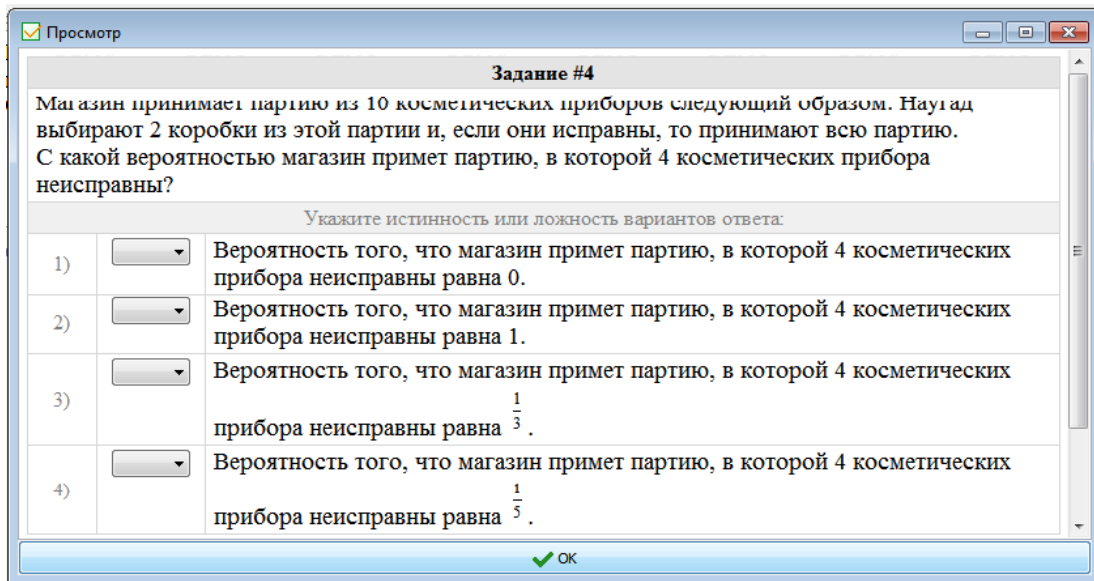 Просмотр
Задание #4
Магазин принимает партию из 10 косметических приборов следующий образом. Наугад
выбирают 2 коробки из этой партии и, если они исправны, то принимают всю партию.
С какой вероятностью магазин примет партию, в которой 4 косметических прибора
неисправны?
Укажите истинность или ложность вариантов ответа:
1)
Вероятность того, что магазин примет партию, в которой 4 косметических
прибора неисправны равна 0.
2)
Вероятность того, что магазин примет партию, в которой 4 косметических
прибора неисправны равна 1.
3)
Вероятность того, что магазин примет партию, в которой 4 косметических
прибора неисправны равна 1/3 .
4)
Вероятность того, что магазин примет партию, в которой 4 косметических
прибора неисправны равна 1/5 .
OK